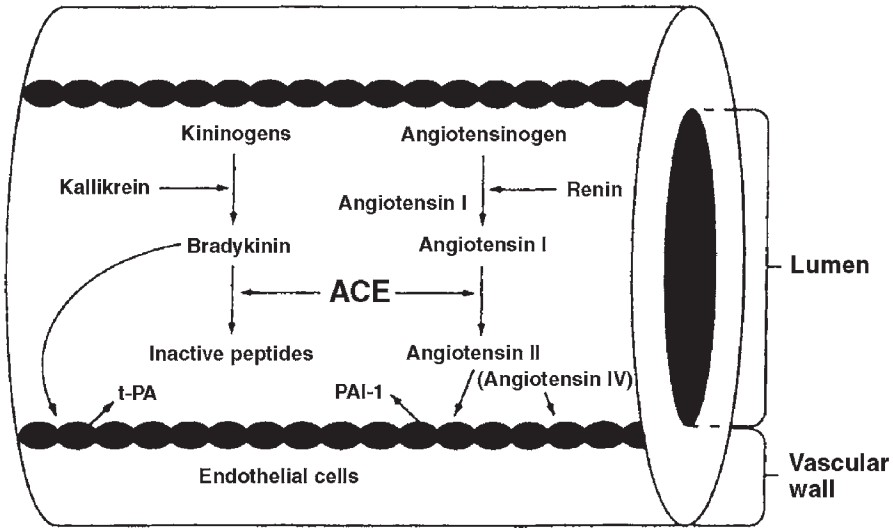 Kininogens
Angiotensinogen
Kallikrein
Renin
Angiotensin I
Bradykinin
Angiotensin I
Lumen
ACE
Inactive peptides
Angiotensin II
(Angiotensin IV)
t-PA
PAI-1
Endothelial cells
Vascular
wall